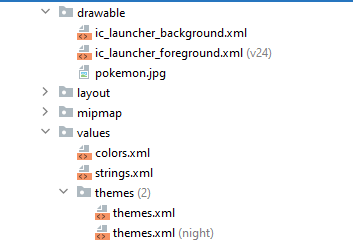 drawable
ic_launcher_background.xml
ic_launcher_foreground.xml (v24)
pokemon.jpg
layout
mipmap
values
colors.xml
strings.xml
themes (2)
themes.xml
themes.xml (night)